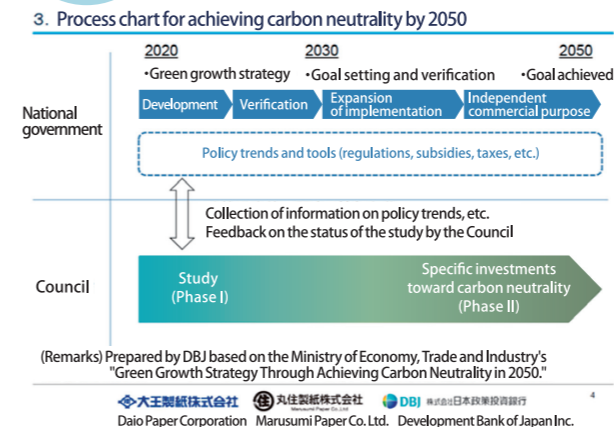 3. Process chart for achieving carbon neutrality by 2050
2020 2030 2050
•Green growth strategy •Goal setting and verification •Goal achieved
National
government
Development Verification Expansion
of implementation Independent
commercial purpose
Policy trends and tools (regulations, subsidies, taxes, etc.)
Collection of information on policy trends, etc.
Feedback on the status of the study by the Council
Council
Study
(Phase I)
Specific investments
toward carbon neutrality
(Phase II)
(Remarks) Prepared by DBJ based on the Ministry of Economy, Trade and Industry's
"Green Growth Strategy Through Achieving Carbon Neutrality in 2050."
大王製紙株式会社 住 丸住製紙株式会社 DBJ 株式会社日本政策投資銀行 4
Marusumi Paper Co.,Ltd
Daio Paper Corporation Marusumi Paper Co. Ltd. Development Bank of Japan Inc.